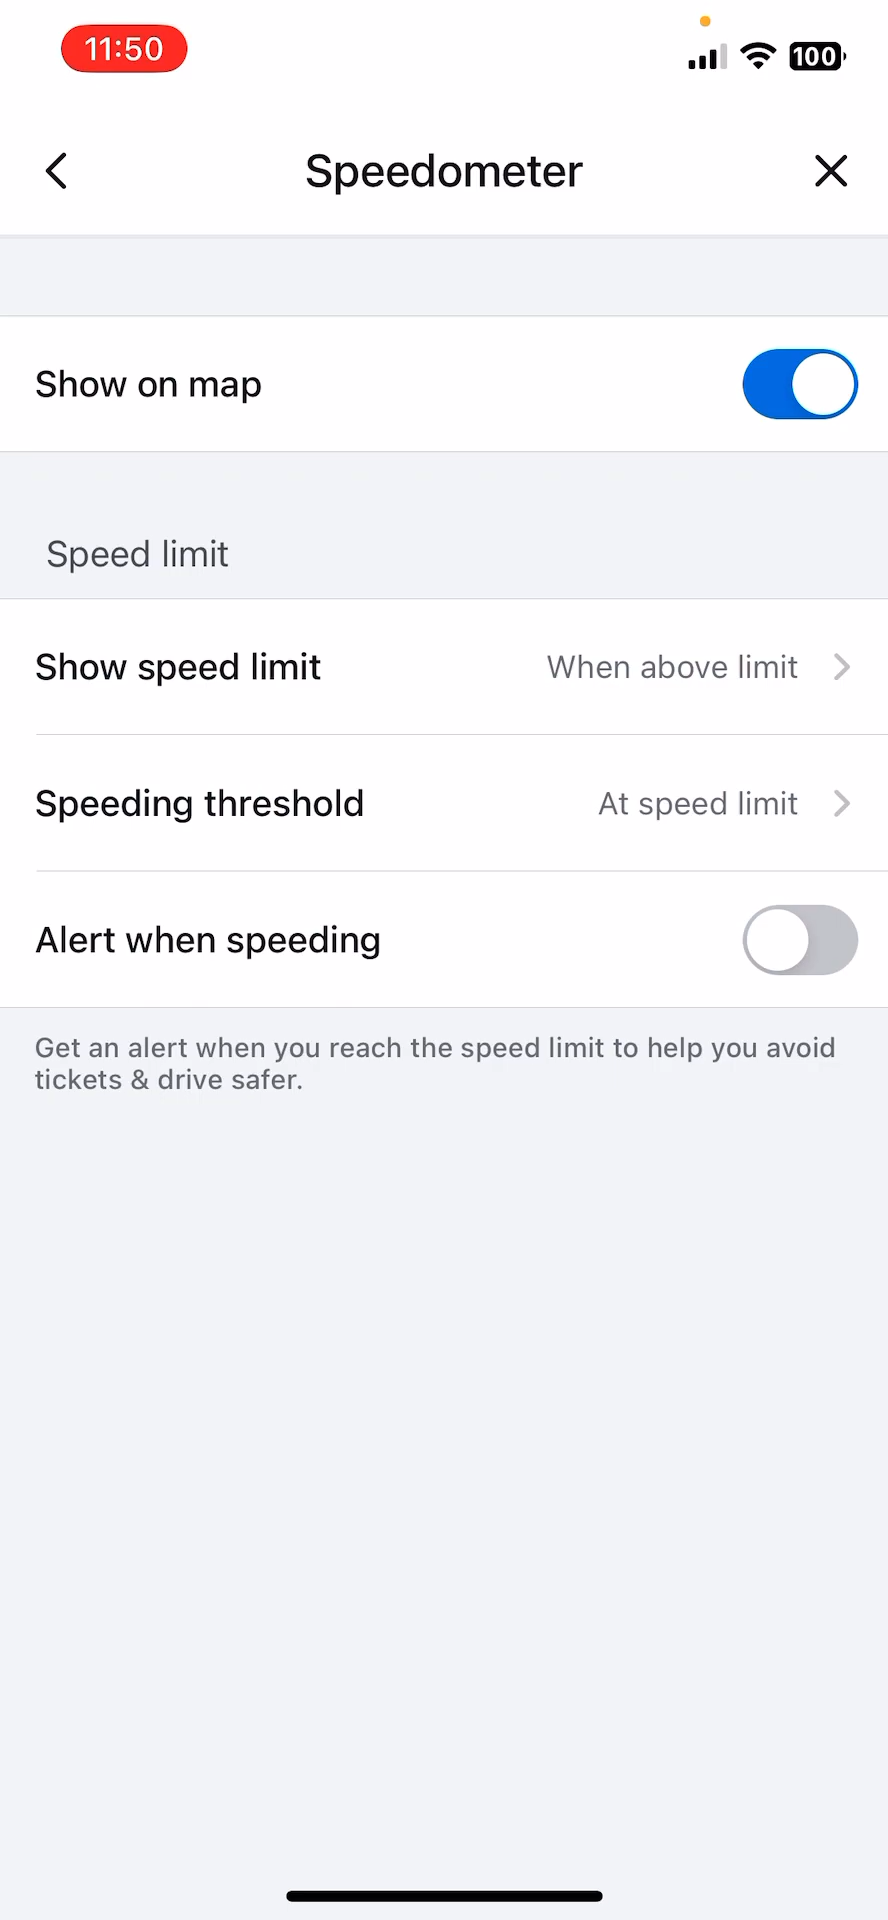 11:50
100
Speedometer
Show on map
Speed limit
Show speed limit When above limit
Speeding threshold At speed limit
Alert when speeding
Get an alert when you reach the speed limit to help you avoid
tickets & drive safer.